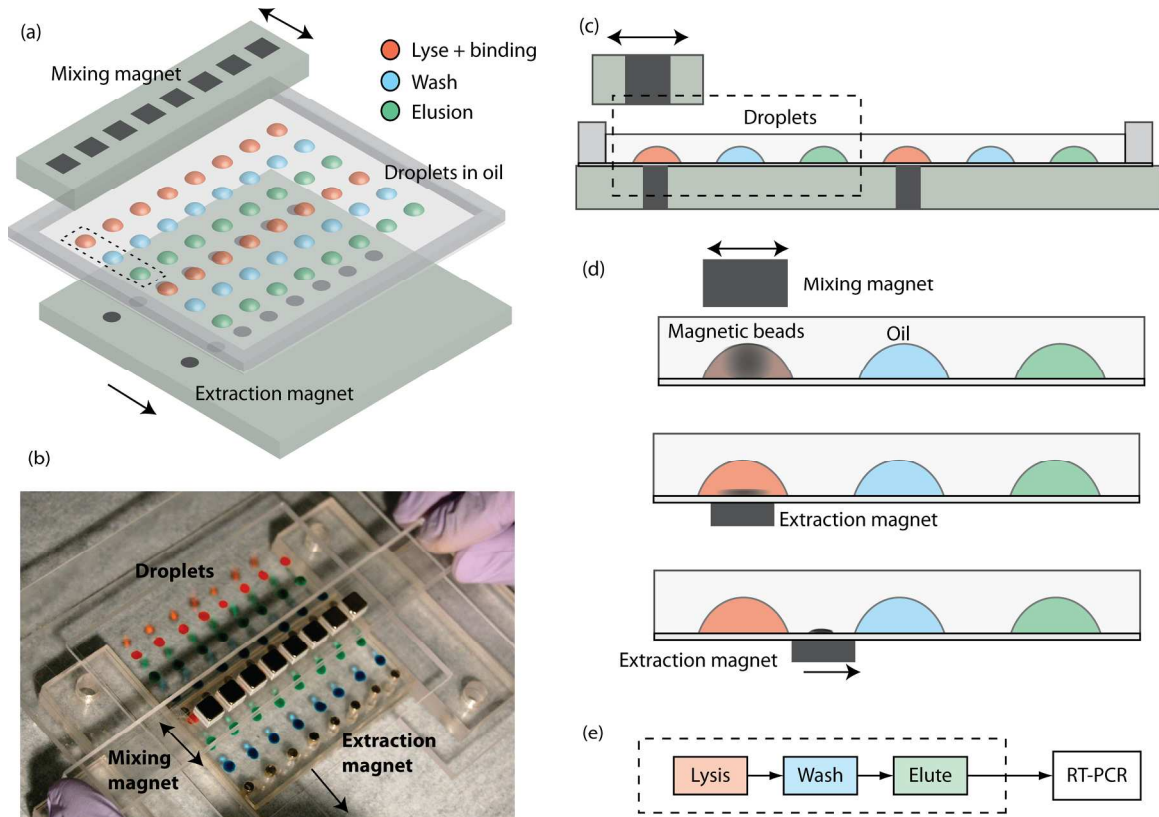 (a)
Mixing magnet
Lyse + binding
Wash
Elusion
Droplets in oil
Extraction magnet
(b)
Droplets
Mixing
magnet
Extraction
magnet
(c)
Droplets
(d)
Mixing magnet
Magnetic beads
Oil
Extraction magnet
Extraction magnet
(e)
Lysis
Wash
Elute
RT-PCR